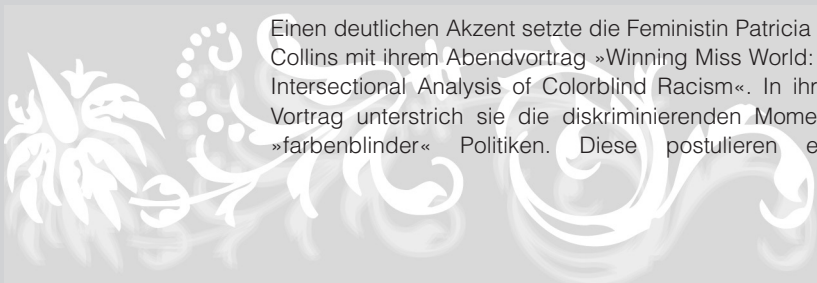 Einen deutlichen Akzent setzte die Feministin Patricia
Collins mit ihrem Abendvortrag »Winning Miss World:
Intersectional Analysis of Colorblind Racism«. In
Vortrag unterstrich sie die diskriminierenden
»farbenblinder« Politiken. Diese postulieren